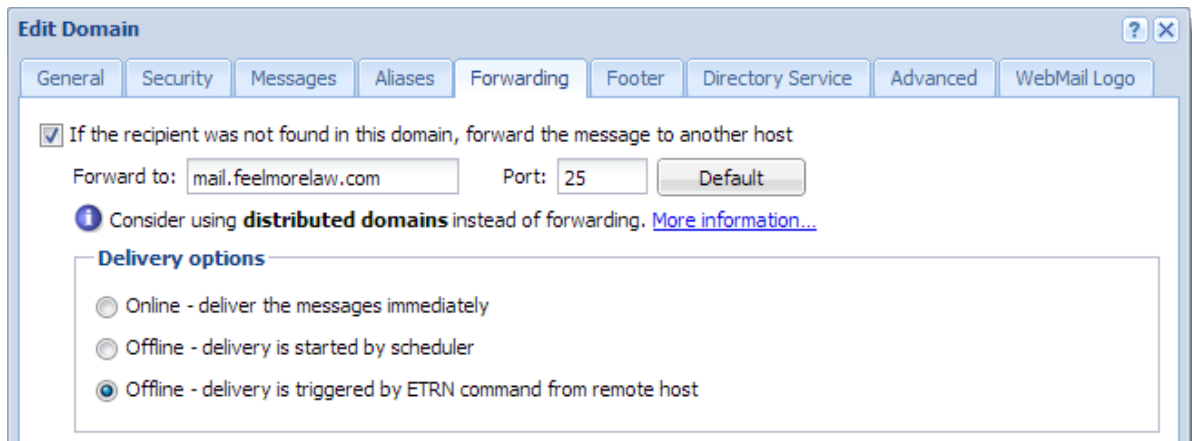 Edit Domain
General Security Messages Aliases Forwarding Footer Directory Service Advanced WebMail Logo
If the recipient was not found in this domain, forward the message to another host
Forward to: mail.feelmorelaw.com Port: 25 Default
Consider using distributed domains instead of forwarding. More information...
Delivery options
Online - deliver the messages immediately
Offline - delivery is started by scheduler
Offline - delivery is triggered by ETRN command from remote host